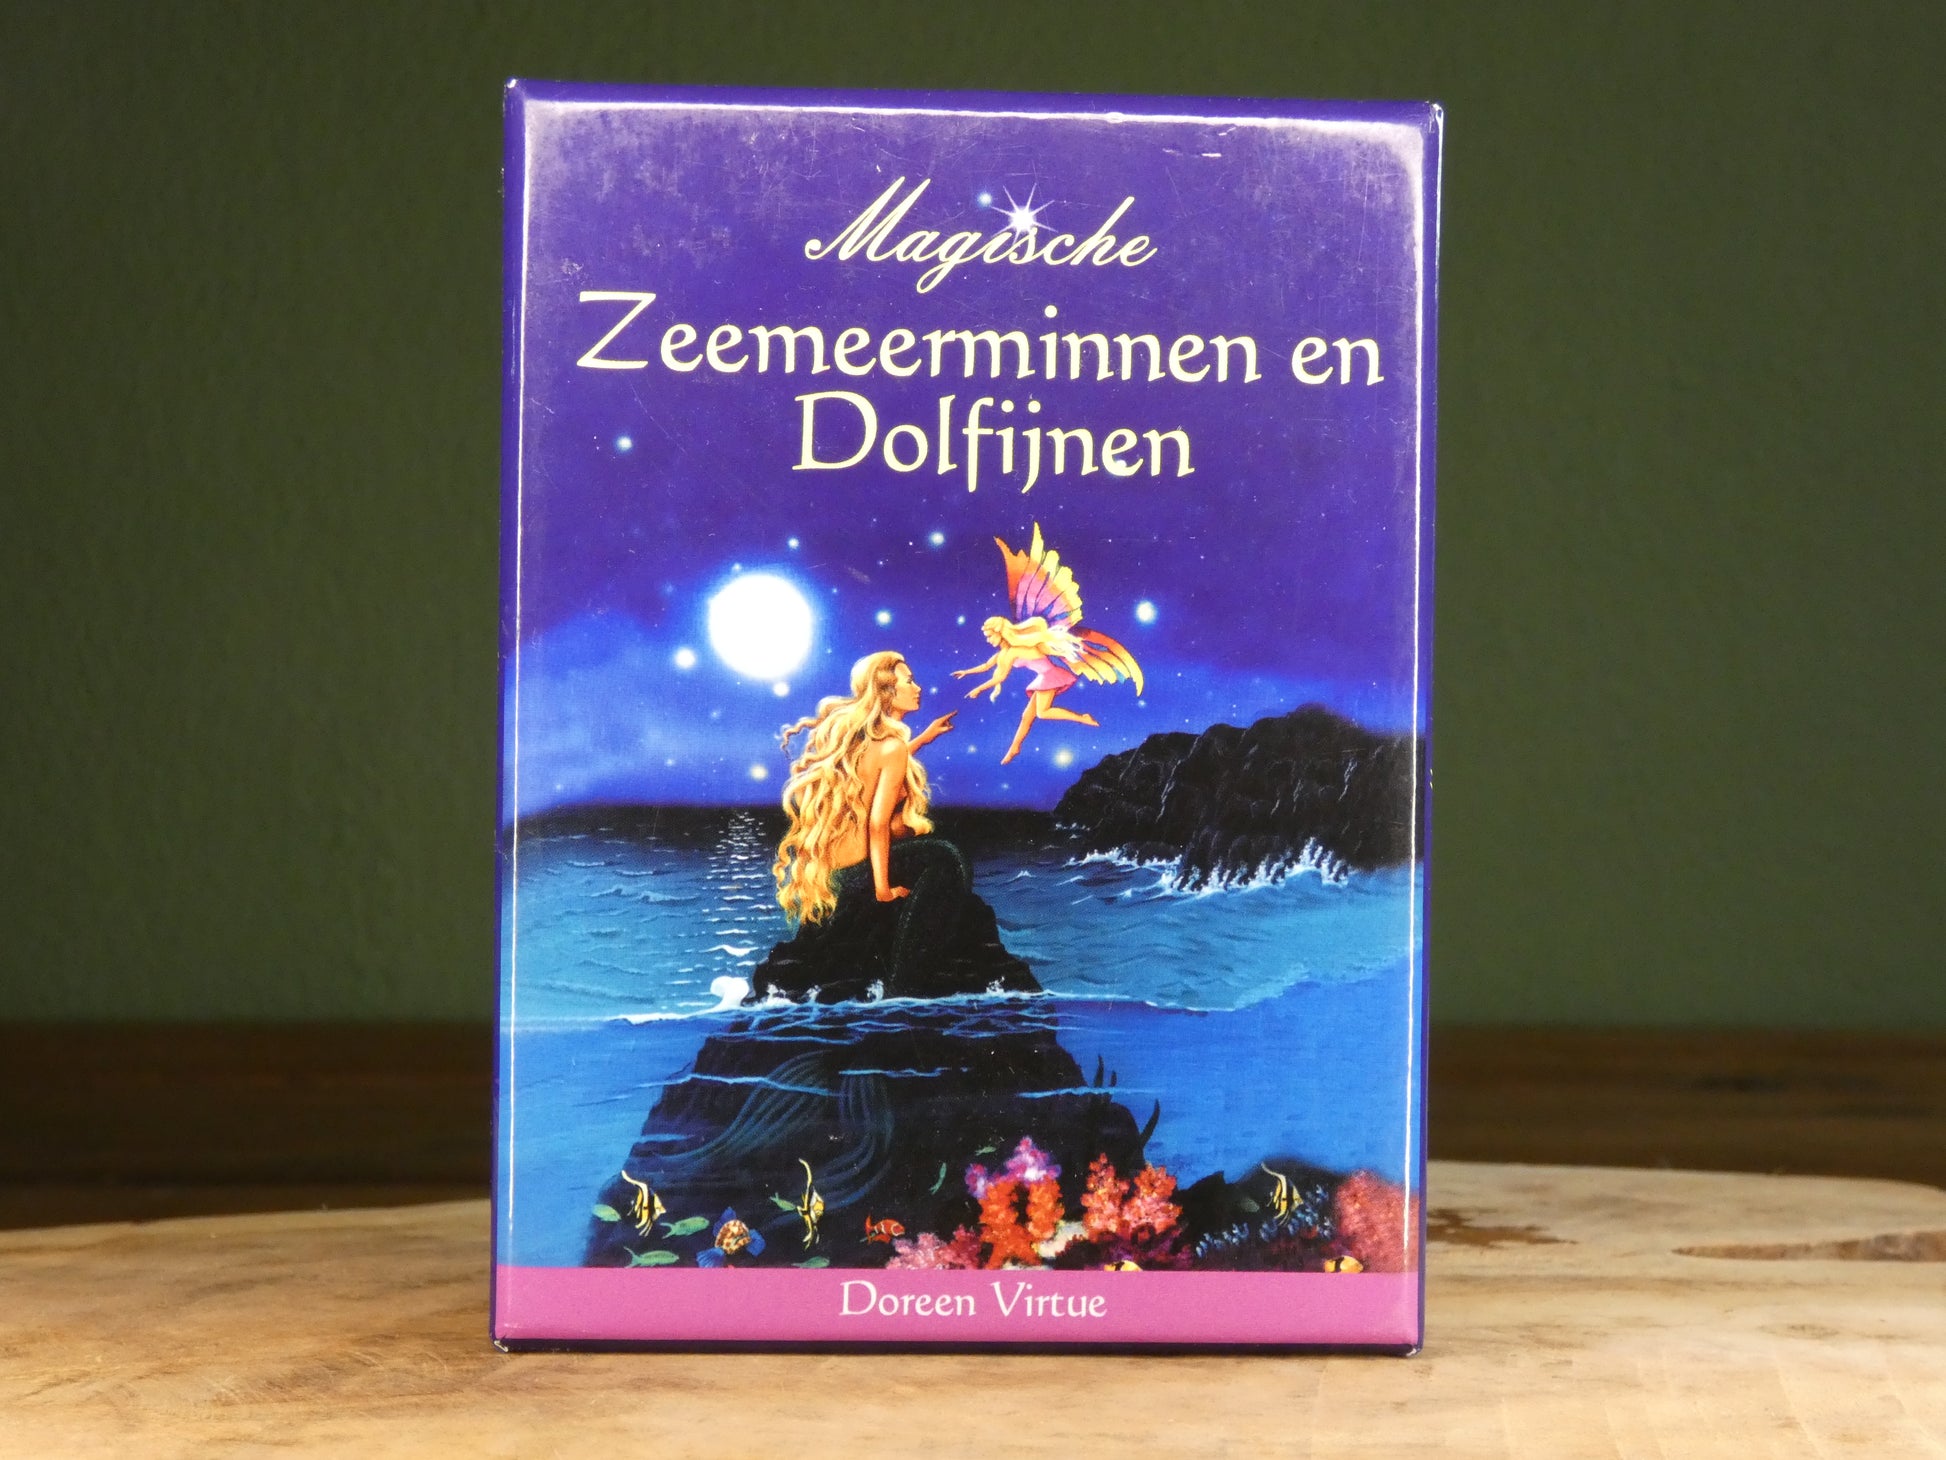 Magische
Zeemeerminnen en
Dolfijnen
Doreen Virtue